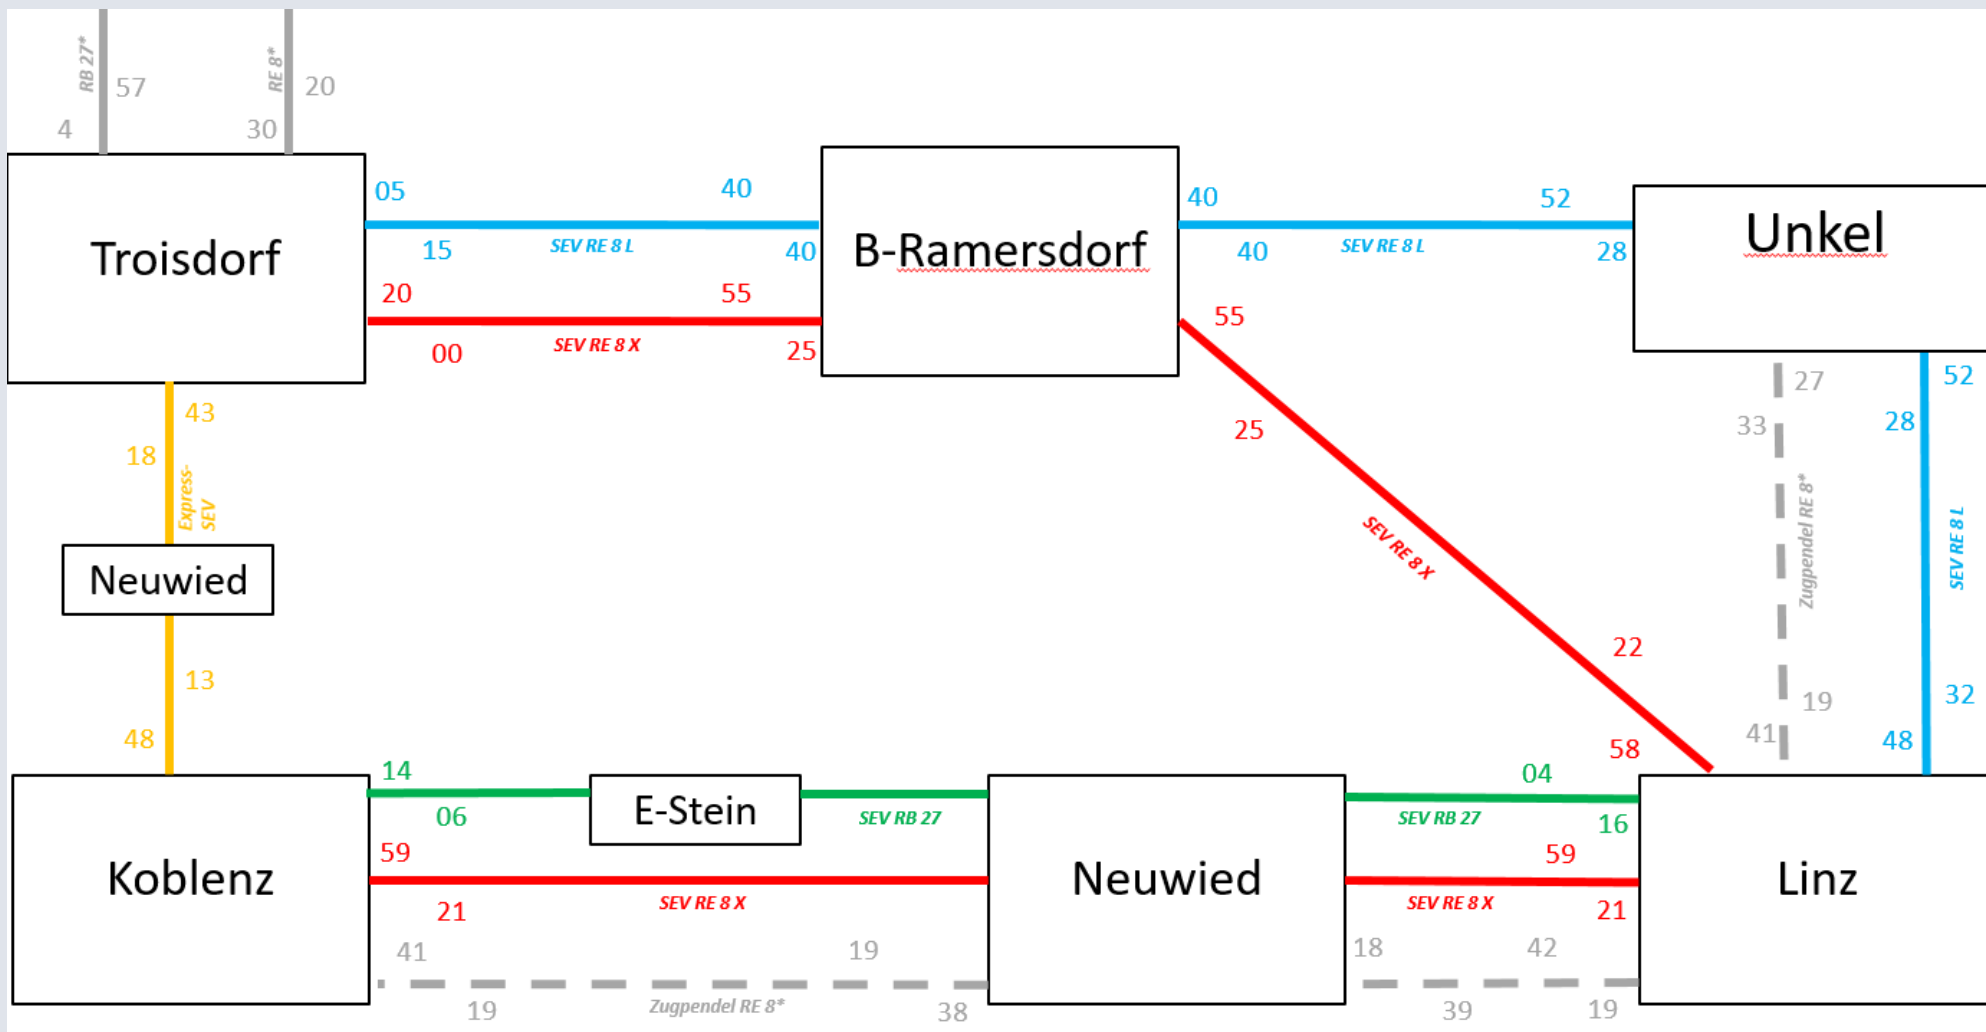 RB 27*
57
4
RE 8*
20
30
Troisdorf
05
40
15
SEV RE 8 L
40
20
55
00
SEV RE 8 X
25
B-Ramersdorf
40
52
40
SEV RE 8 L
28
Unkel
55
25
SEV RE 8 X
22
58
27
33
Zugpendel RE 8*
19
41
52
28
SEV RE 8 L
32
48
43
18
Express-
SEV
Neuwied
13
48
Koblenz
14
06
E-Stein
SEV RB 27
59
21
SEV RE 8 X
41
19
19
Zugpendel RE 8*
38
Neuwied
04
SEV RB 27
16
59
SEV RE 8 X
21
18
42
39
19
Linz